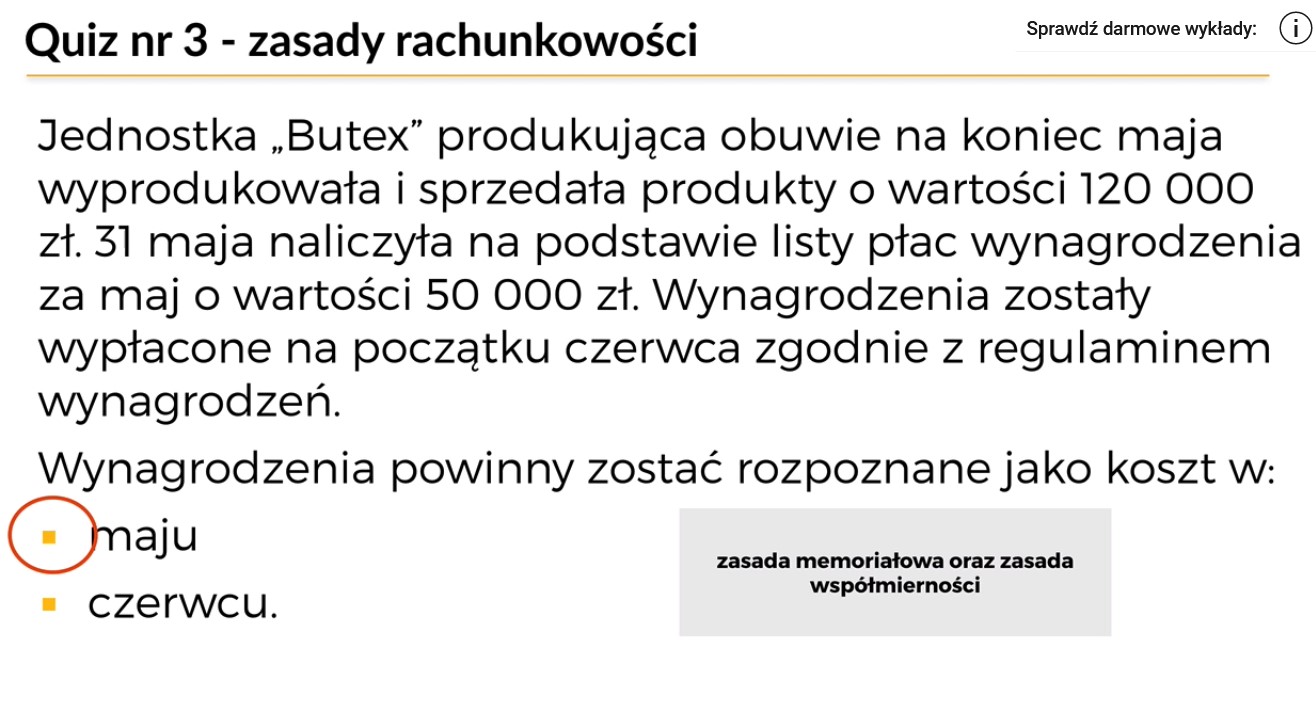 Quiz nr 3 - zasady rachunkowości
Sprawdź darmowe wykłady:
i
Jednostka „Butex” produkująca obuwie na koniec maja
wyprodukowała i sprzedała produkty o wartości 120 000
zł. 31 maja naliczyła na podstawie listy płac wynagrodzenia
za maj o wartości 50 000 zł. Wynagrodzenia zostały
wypłacone na początku czerwca zgodnie z regulaminem
wynagrodzeń.
Wynagrodzenia powinny zostać rozpoznane jako koszt w:
maju
czerwcu.
zasada memoriałowa oraz zasada
współmierności